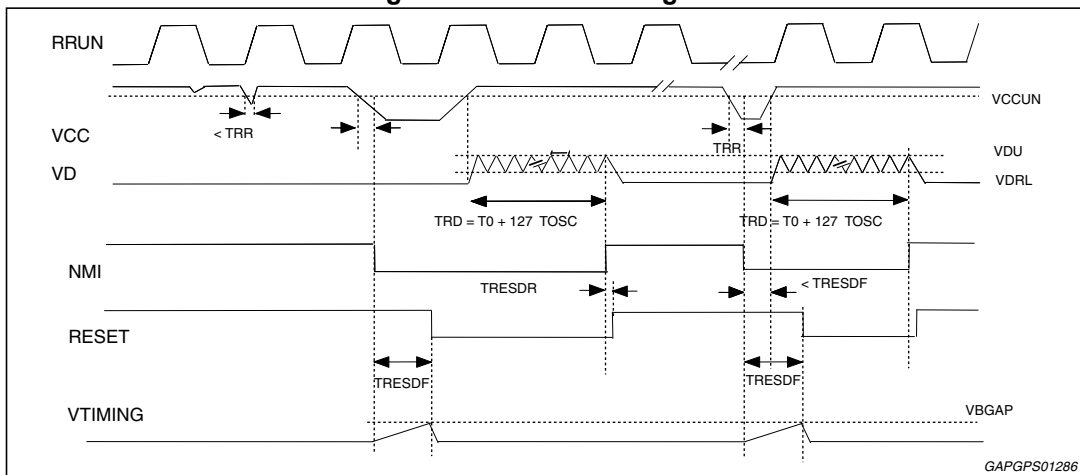 RRUN
VCCUN
< TRR
VCC
TRR
VDU
VD
VDRL
TRD = T0 + 127 TOSC
TRD = T0 + 127 TOSC
NMI
TRESDR
< TRESDF
RESET
TRESDF
TRESDF
VTIMING
VBGAP
GAPGPS01286